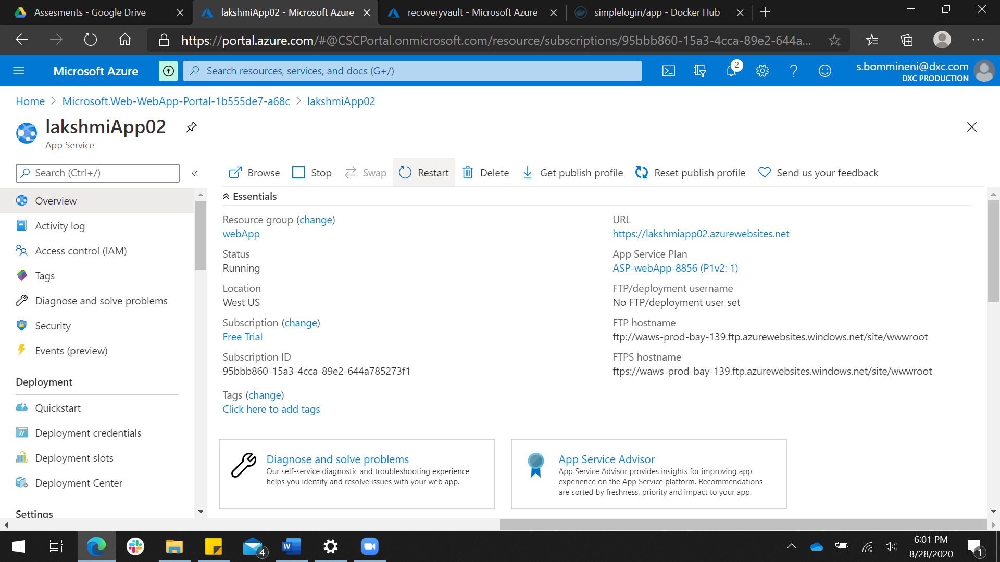 Assesments - Google Drive
lakshmiApp02 - Microsoft Azure
recoveryvault - Microsoft Azure
simplelogin/app - Docker Hub
https://portal.azure.com/#@CSCPortal.onmicrosoft.com/resource/subscriptions/95bbb860-15a3-4cca-89e2-644a...
Microsoft Azure
Search resources, services, and docs (G+/)
2
s.bommineni@dxc.com
DXC PRODUCTION
Home > Microsoft.Web-WebApp-Portal-1b555de7-a68c > lakshmiApp02
lakshmiApp02
App Service
Search (Ctrl+/)
«
Browse
Stop
Swap
Restart
Delete
Get publish profile
Reset publish profile
Send us your feedback
Overview
Activity log
Access control (IAM)
Tags
Diagnose and solve problems
Security
Events (preview)
Deployment
Quickstart
Deployment credentials
Deployment slots
Deployment Center
Settings
Essentials
Resource group (change)
webApp
Status
Running
Location
West US
Subscription (change)
Free Trial
Subscription ID
95bbb860-15a3-4cca-89e2-644a785273f1
Tags (change)
Click here to add tags
URL
https://lakshmiapp02.azurewebsites.net
App Service Plan
ASP-webApp-8856 (P1v2: 1)
FTP/deployment username
No FTP/deployment user set
FTP hostname
ftp://waws-prod-bay-139.ftp.azurewebsites.windows.net/site/wwwroot
FTPS hostname
ftps://waws-prod-bay-139.ftp.azurewebsites.windows.net/site/wwwroot
Diagnose and solve problems
Our self-service diagnostic and troubleshooting experience
helps you identify and resolve issues with your web app.
App Service Advisor
App Service Advisor provides insights for improving app
experience on the App Service platform. Recommendations
are sorted by freshness, priority and impact to your app.
4
W
6:01 PM
8/28/2020
1